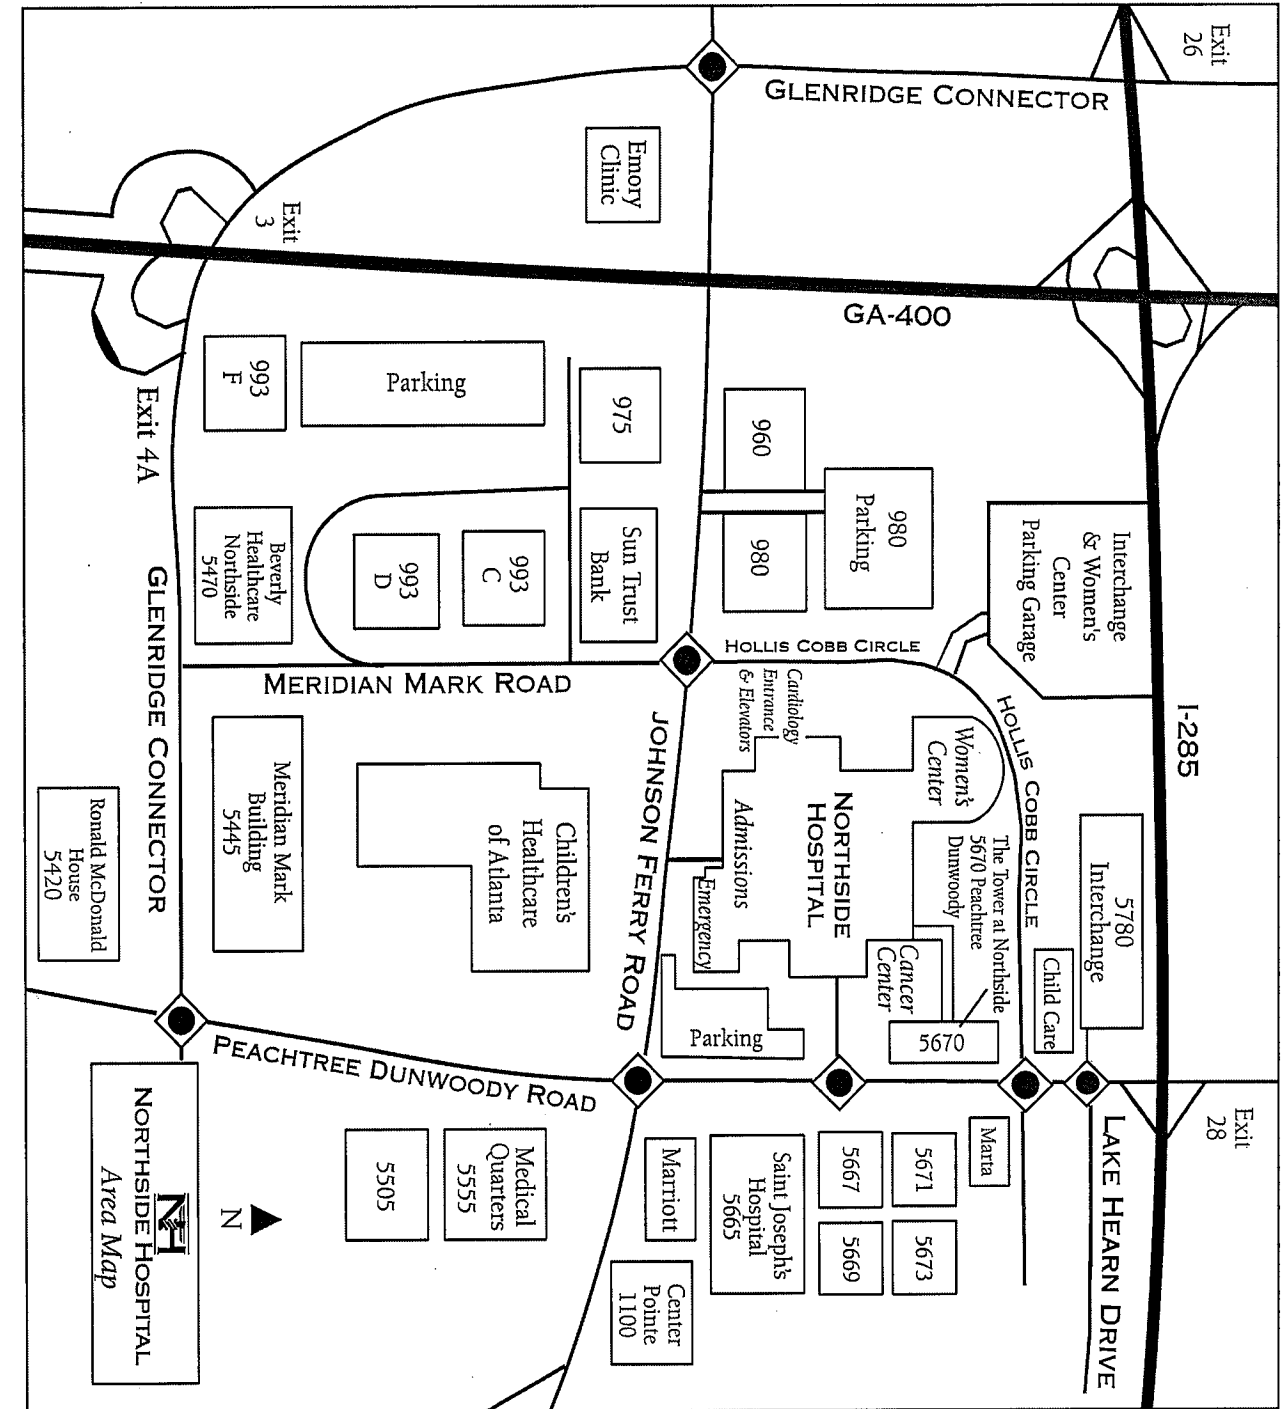 Exit
26
GLENRIDGE CONNECTOR
Emory
Clinic
Exit
3
GA-400
993
F
Parking
975
960
980
Parking
980
Interchange
& Women's
Center
Parking Garage
Exit 4A
Beverly
Healthcare
Northside
5470
993
D
993
C
Sun Trust
Bank
HOLLIS COBB CIRCLE
MERIDIAN MARK ROAD
GLENRIDGE CONNECTOR
Cardiology
Entrance
& Elevators
HOLLIS COBB CIRCLE
I-285
JOHNSON FERRY ROAD
Women's
Center
NORTHSIDE
HOSPITAL
Admissions
Emergency
Meridian Mark
Building
5445
Children's
Healthcare
of Atlanta
Ronald McDonald
House
5420
The Tower at Northside
5670 Peachtree
Dunwoody
5780
Interchange
Cancer
Center
Child Care
Parking
5670
PEACHTREE DUNWOODY ROAD
Exit
28
LAKE HEARN DRIVE
Marta
5671
5667
5673
5669
Saint Joseph's
Hospital
5665
Marriott
Center
Pointe
1100
Medical
Quarters
5555
5505
N
NH
NORTHSIDE HOSPITAL
Area Map